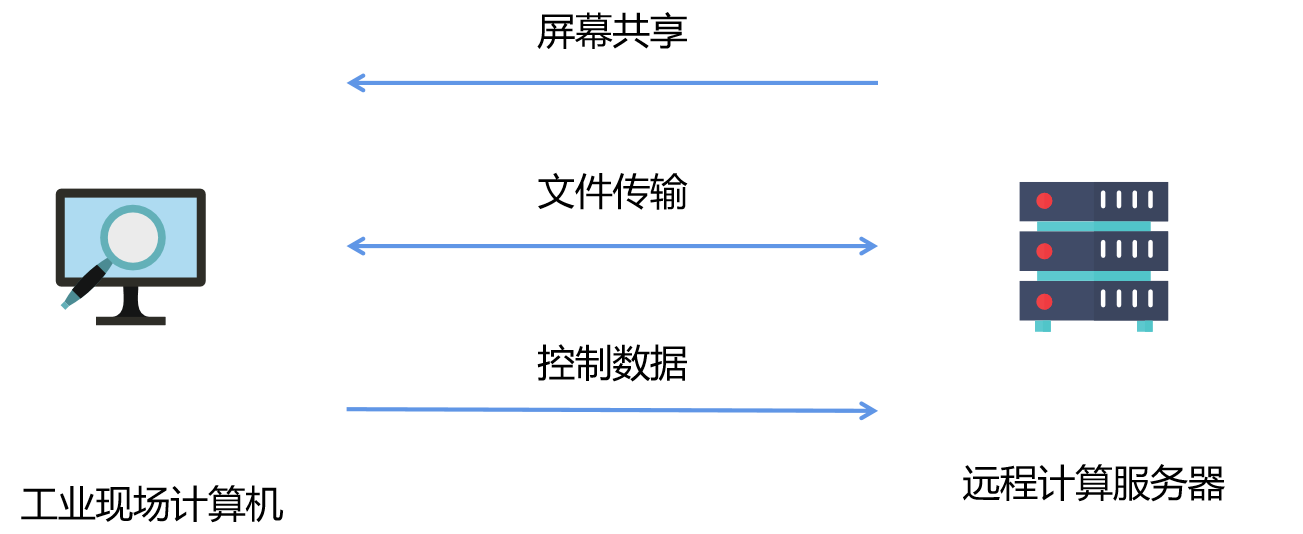 屏幕共享
文件传输
控制数据
远程计算服务器
工业现场计算机